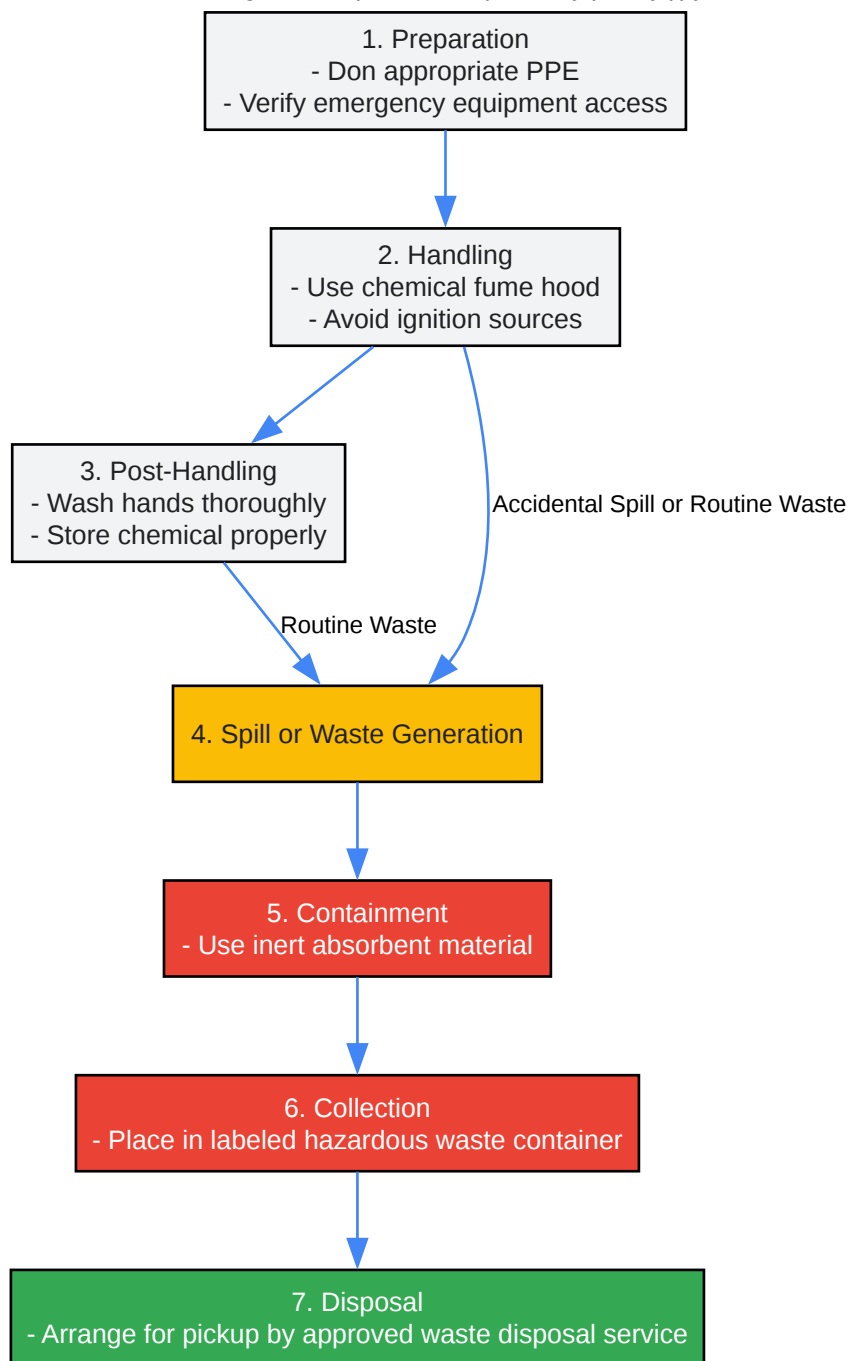 1. Preparation
- Don appropriate PPE
- Verify emergency equipment access
2. Handling
- Use chemical fume hood
- Avoid ignition sources
3. Post-Handling
- Wash hands thoroughly
- Store chemical properly
Accidental Spill or Routine Waste
Routine Waste
4. Spill or Waste Generation
5. Containment
- Use inert absorbent material
6. Collection
- Place in labeled hazardous waste container
7. Disposal
- Arrange for pickup by approved waste disposal service